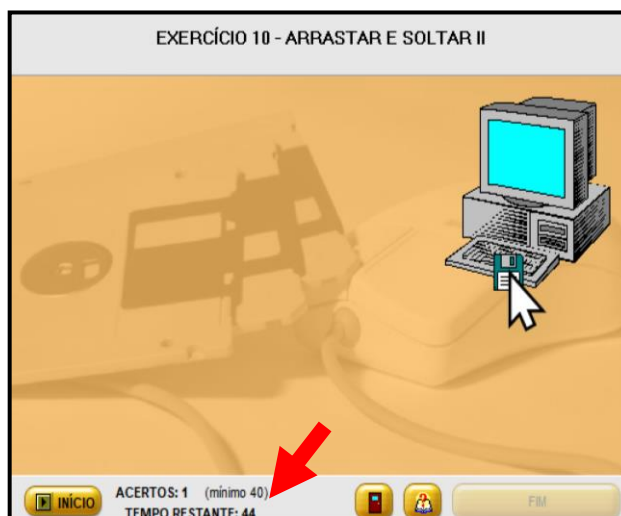 EXERCÍCIO 10 - ARRASTAR E SOLTAR II
INÍCIO
ACERTOS: 1 (mínimo 40)
TEMPO RESTANTE: 44
FIM